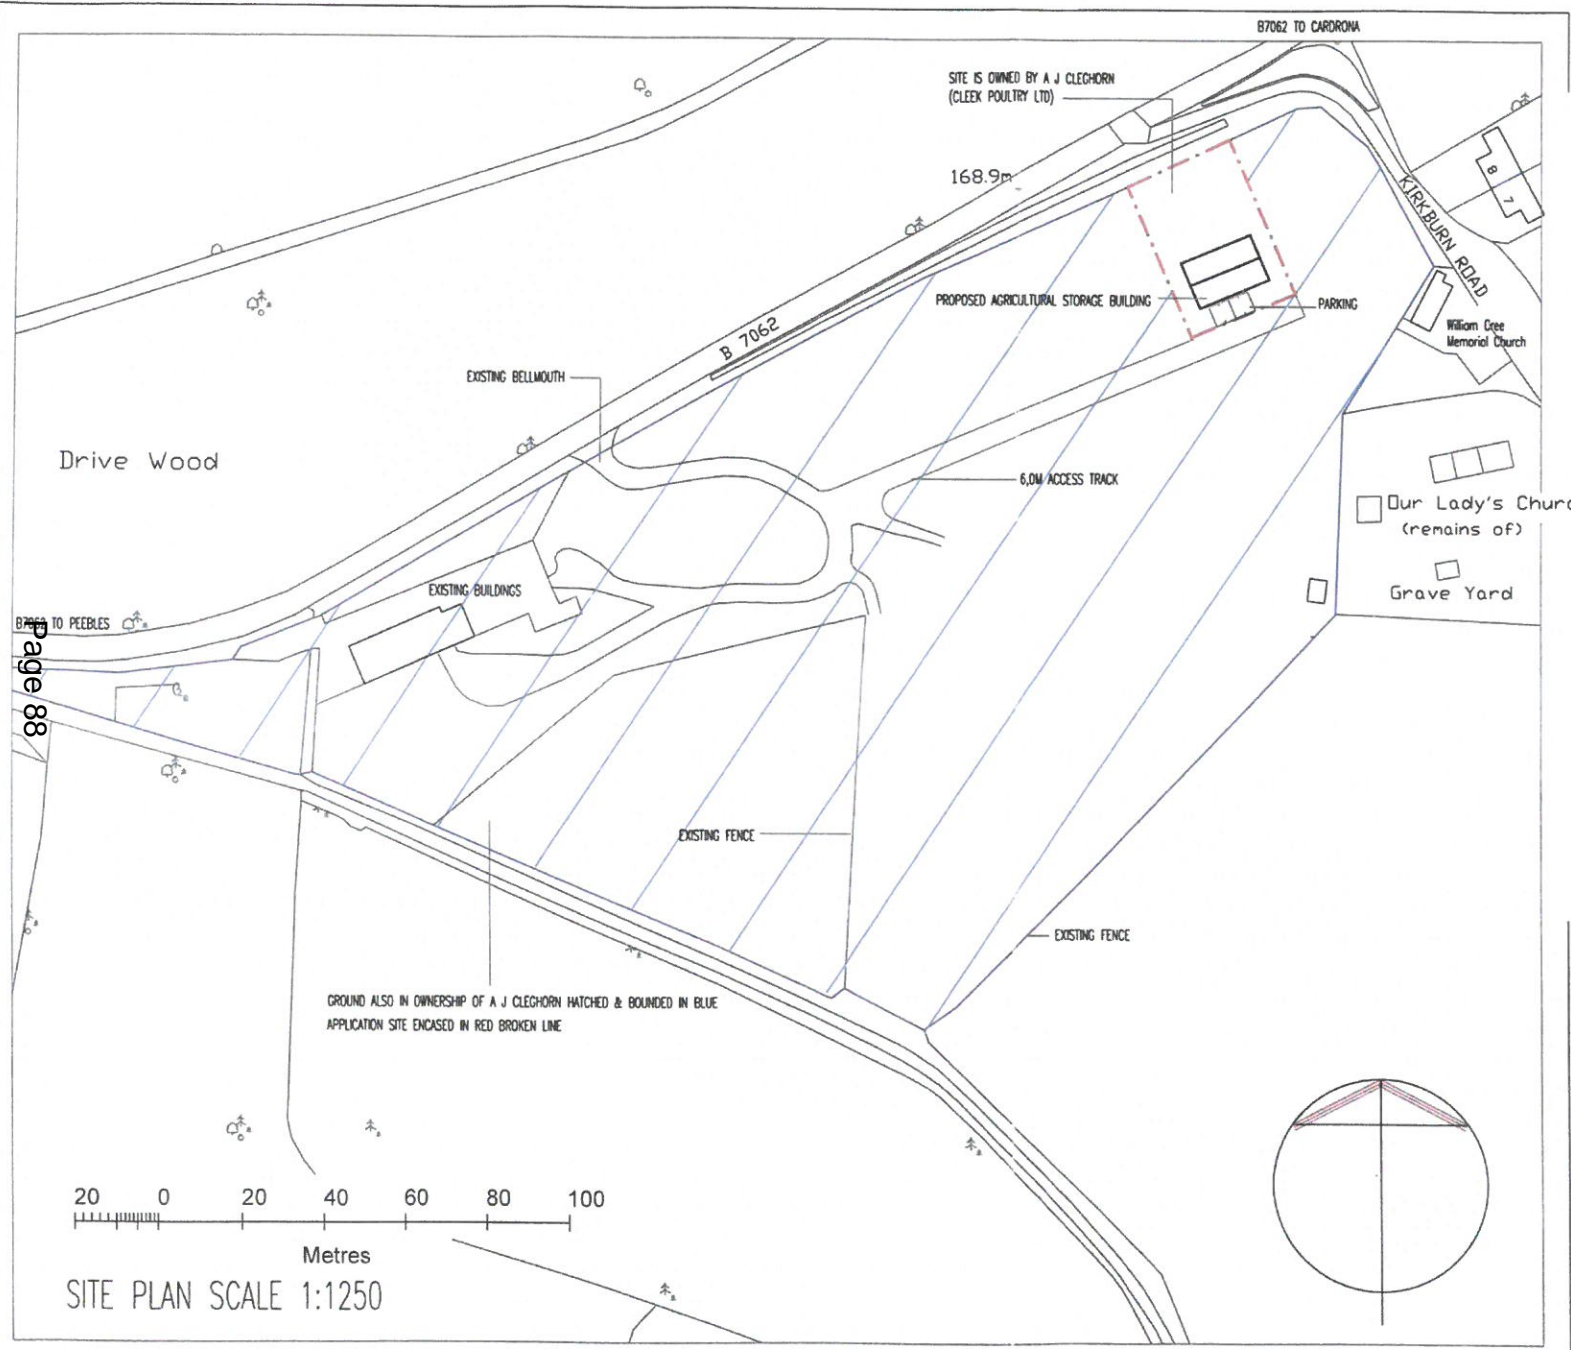 B7062 TO CARDRONA
SITE IS OWNED BY A J CLEGHORN
(CLEEK POULTRY LTD)
168.9m
8
7
KIRKBURN ROAD
PROPOSED AGRICULTURAL STORAGE BUILDING
PARKING
William Cree
Memorial Church
B 7062
EXISTING BELLMOUTH
Drive Wood
6,0M ACCESS TRACK
Our Lady's Churc
(remains of)
Grave Yard
EXISTING BUILDINGS
B7062 TO PEEBLES
Page 88
EXISTING FENCE
EXISTING FENCE
GROUND ALSO IN OWNERSHIP OF A J CLEGHORN HATCHED & BOUNDED IN BLUE
APPLICATION SITE ENCASED IN RED BROKEN LINE
20 0 20 40 60 80 100
Metres
SITE PLAN SCALE 1:1250